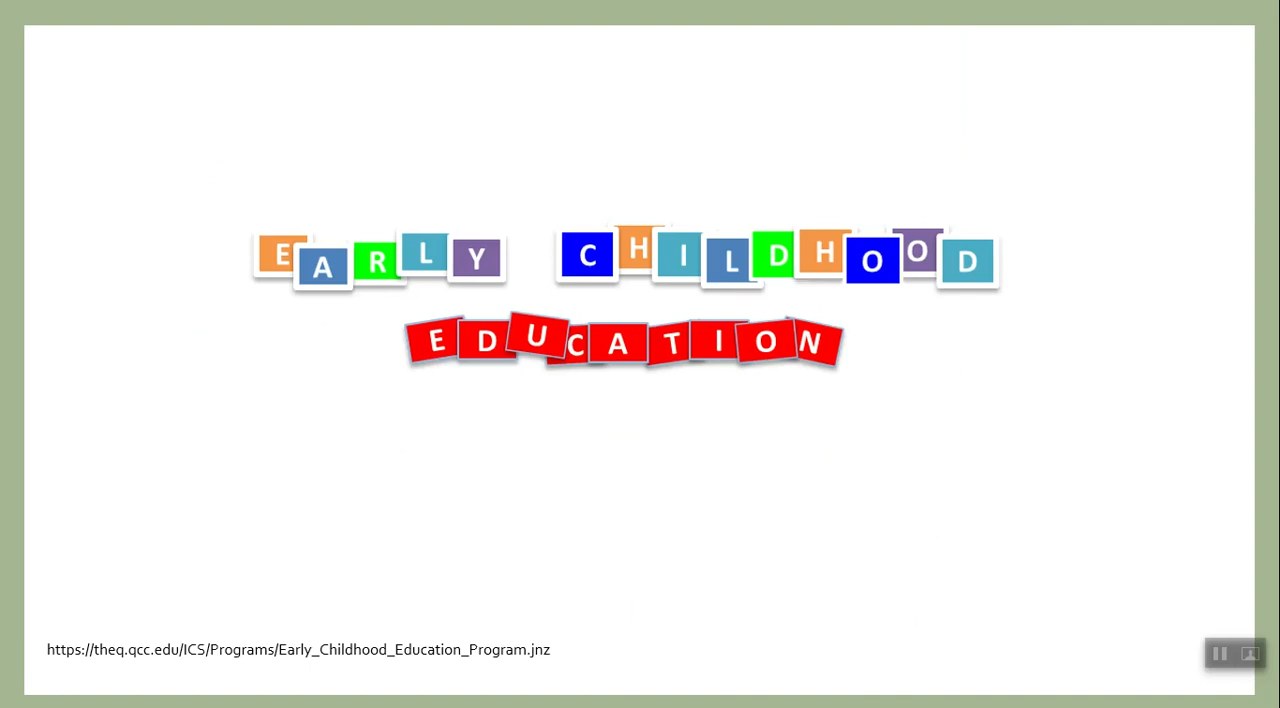 EARLY CHILDHOOD
EDUCATION
https://theq.qcc.edu/ICS/Programs/Early_Childhood_Education_Program.jnz